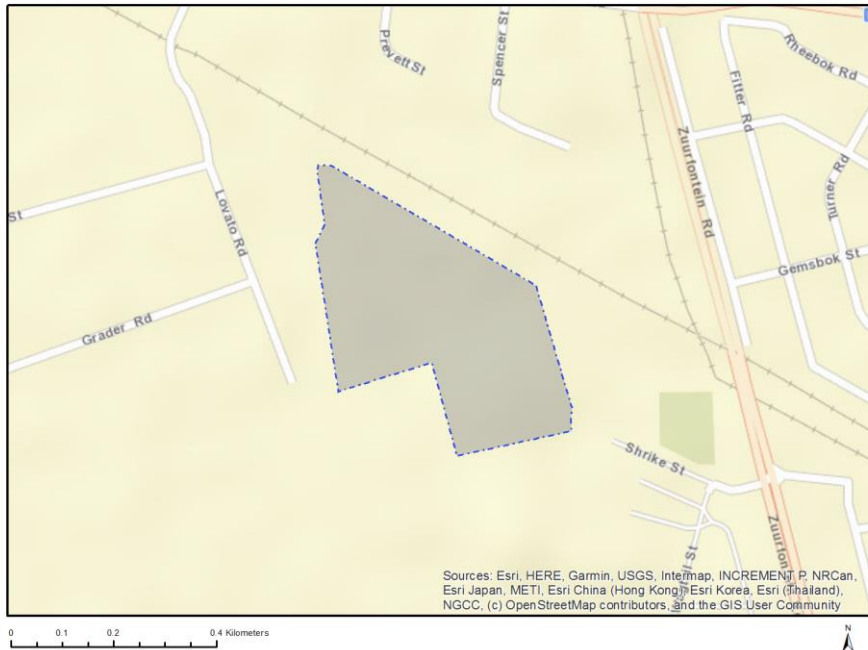 Prevett St
Spencer St
Rheebok Rd
Fitter Rd
Zuurfontein Rd
Turner Rd
St
Lovato Rd
Gemsbok St
Grader Rd
Shrike St
Zuurfont
Sources: Esri, HERE, Garmin, USGS, Intermap, INCREMENT P, NRCan,
Esri Japan, METI, Esri China (Hong Kong), Esri Korea, Esri (Thailand),
NGCC, (c) OpenStreetMap contributors, and the GIS User Community
0 0.1 0.2 0.4 Kilometers
N